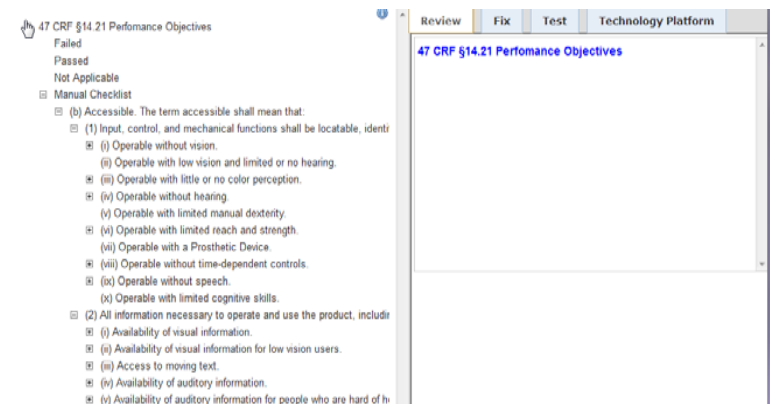 47 CRF §14.21 Perfomance Objectives
Failed
Passed
Not Applicable
Manual Checklist
(b) Accessible. The term accessible shall mean that:
(1) Input, control, and mechanical functions shall be locatable, identi
(i) Operable without vision.
(ii) Operable with low vision and limited or no hearing.
(iii) Operable with little or no color perception.
(iv) Operable without hearing.
(v) Operable with limited manual dexterity.
(vi) Operable with limited reach and strength.
(vii) Operable with a Prosthetic Device.
(viii) Operable without time-dependent controls.
(ix) Operable without speech.
(x) Operable with limited cognitive skills.
(2) All information necessary to operate and use the product, includin
(i) Availability of visual information.
(ii) Availability of visual information for low vision users.
(iii) Access to moving text.
(iv) Availability of auditory information.
(v) Availability of auditory information for people who are hard of h
Review Fix Test Technology Platform
47 CRF §14.21 Perfomance Objectives